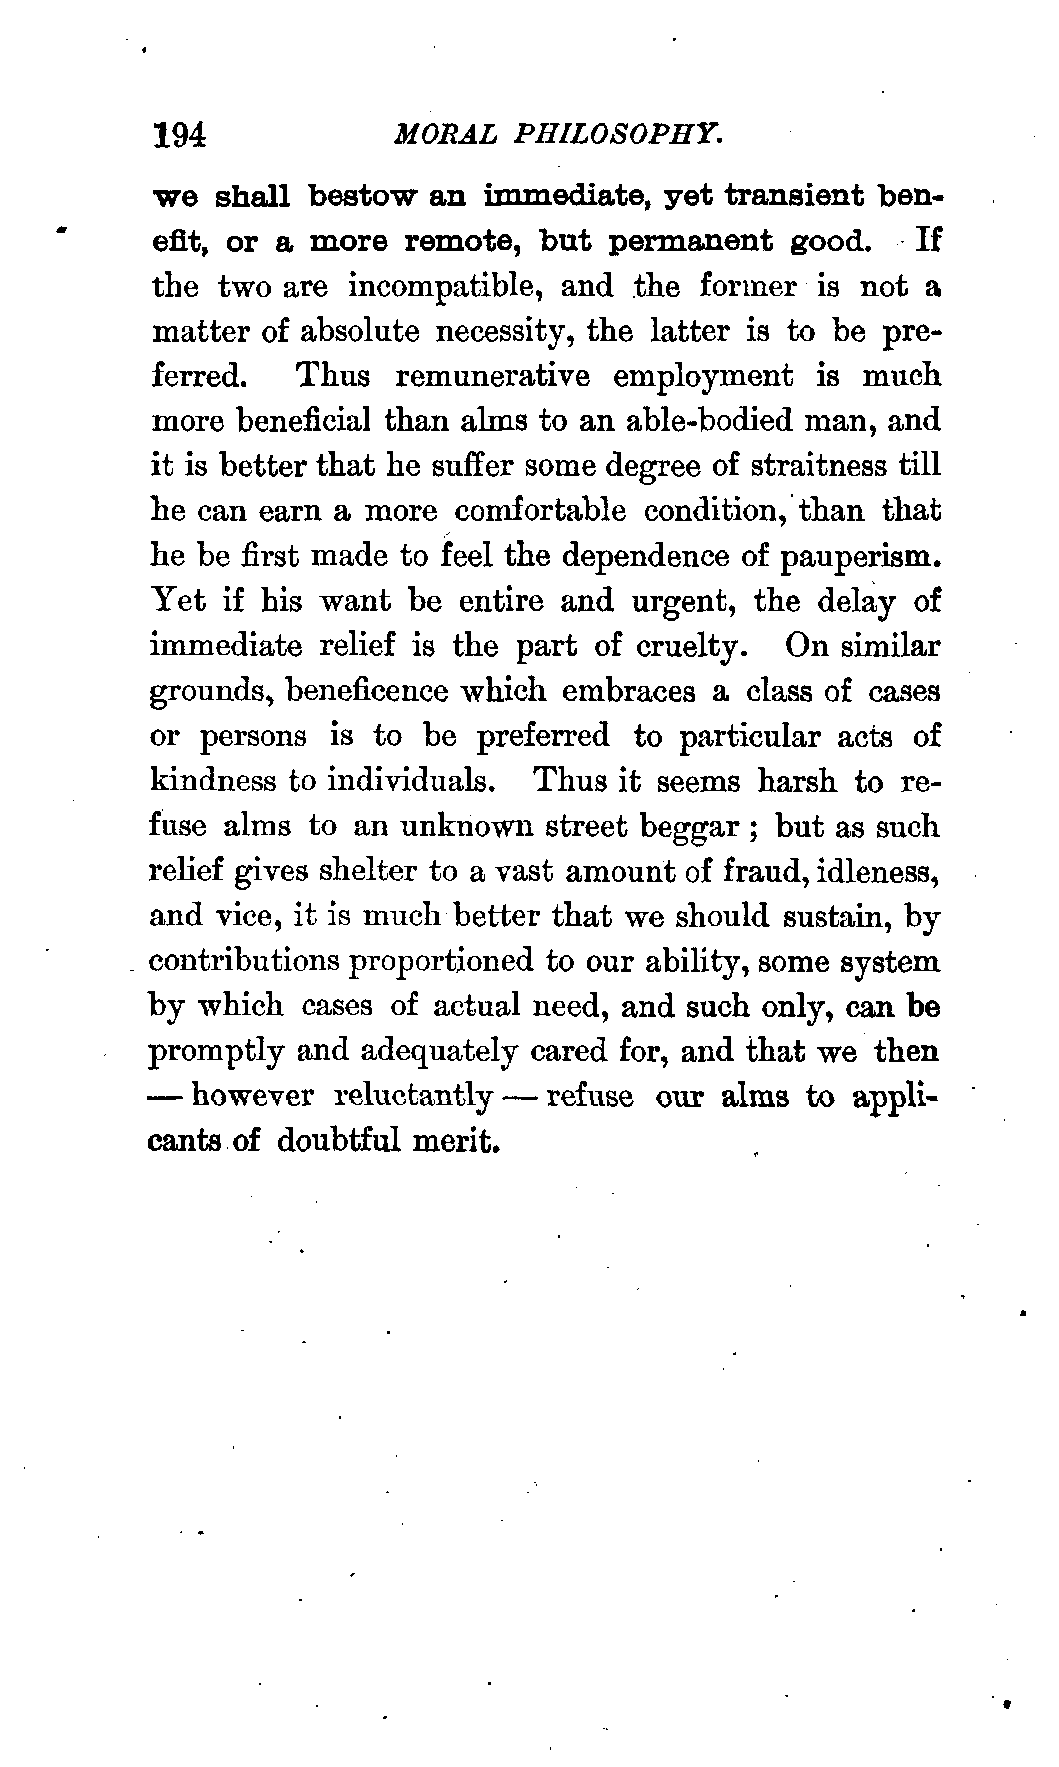 194 MORAL PHILOSOPHY.
we shall bestow an immediate, yet transient ben-
efit, or a more remote, but permanent good. If
the two are incompatible, and the former is not a
matter of absolute necessity, the latter is to be pre-
ferred. Thus remunerative employment is much
more beneficial than alms to an able-bodied man, and
it is better that he suffer some degree of straitness till
he can earn a more comfortable condition, than that
he be first made to feel the dependence of pauperism.
Yet if his want be entire and urgent, the delay of
immediate relief is the part of cruelty. On similar
grounds, beneficence which embraces a class of cases
or persons is to be preferred to particular acts of
kindness to individuals. Thus it seems harsh to re-
fuse alms to an unknown street beggar ; but as such
relief gives shelter to a vast amount of fraud, idleness,
and vice, it is much better that we should sustain, by
contributions proportioned to our ability, some system
by which cases of actual need, and such only, can be
promptly and adequately cared for, and that we then
— however reluctantly — refuse our alms to appli-
cants of doubtful merit.